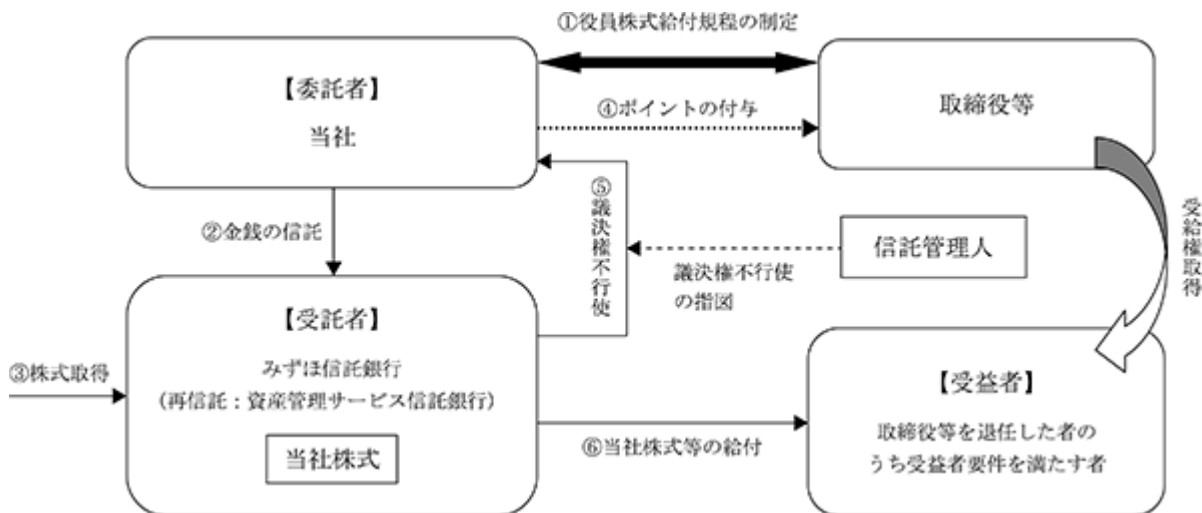 ①役員株式給付規程の制定
【委託者】
当社
④ポイントの付与
取締役等
②金銭の信託
⑤議決権不行使
議決権不行使
の指図
信託管理人
受給権取得
③株式取得
【受託者】
みずほ信託銀行
（再信託：資産管理サービス信託銀行）
当社株式
⑥当社株式等の給付
【受益者】
取締役等を退任した者の
うち受益者要件を満たす者